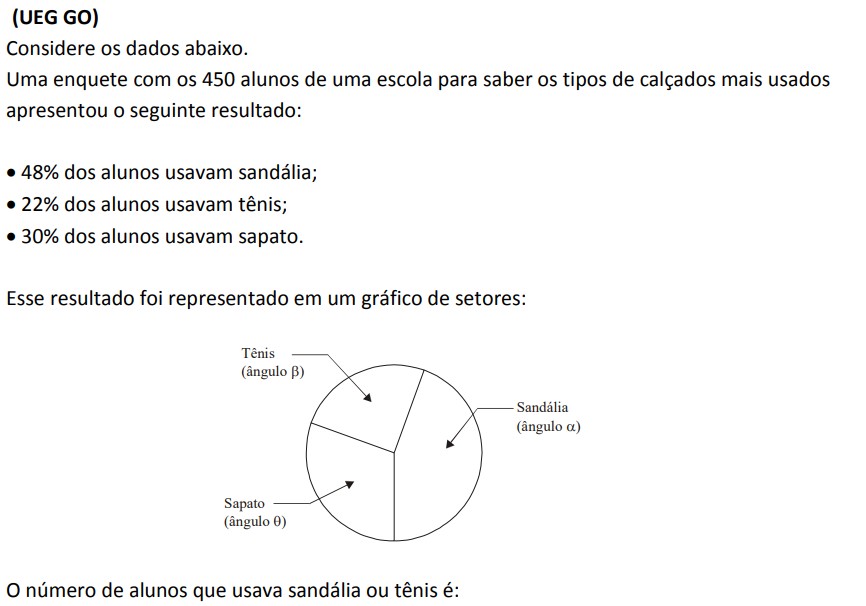 (UEG GO)
Considere os dados abaixo.
Uma enquete com os 450 alunos de uma escola para saber os tipos de calçados mais usados
apresentou o seguinte resultado:
• 48% dos alunos usavam sandália;
• 22% dos alunos usavam tênis;
• 30% dos alunos usavam sapato.
Esse resultado foi representado em um gráfico de setores:
Tênis
(ângulo β)
Sandália
(ângulo α)
Sapato
(ângulo θ)
O número de alunos que usava sandália ou tênis é: